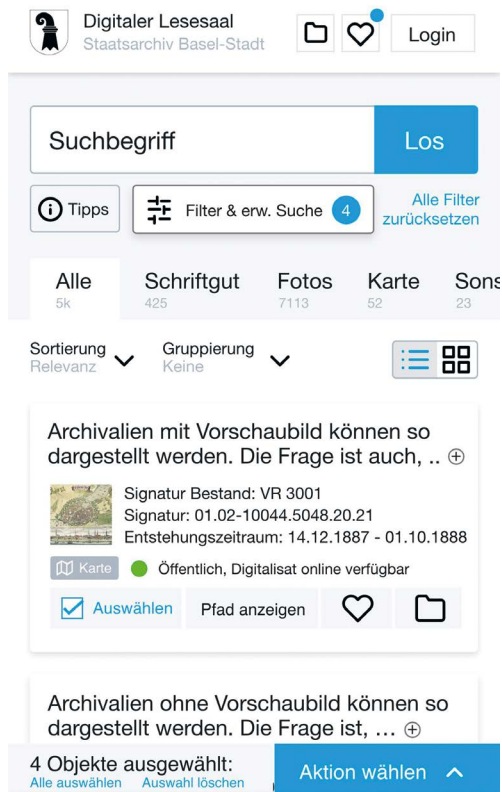 Digitaler Lesesaal
Staatsarchiv Basel-Stadt
Login
Suchbegriff
Los
Tipps
Filter & erw. Suche 4
Alle Filter
zurücksetzen
Alle Schriftgut Fotos Karte Sons
5k 425 7113 52 23
Sortierung Gruppierung
Relevanz Keine
Archivalien mit Vorschaubild können so
dargestellt werden. Die Frage ist auch, ..
Signatur Bestand: VR 3001
Signatur: 01.02-10044.5048.20.21
Entstehungszeitraum: 14.12.1887 - 01.10.1888
Karte Öffentlich, Digitalisat online verfügbar
Auswählen Pfad anzeigen
Archivalien ohne Vorschaubild können so
dargestellt werden. Die Frage ist, …
4 Objekte ausgewählt:
Alle auswählen Auswahl löschen
Aktion wählen